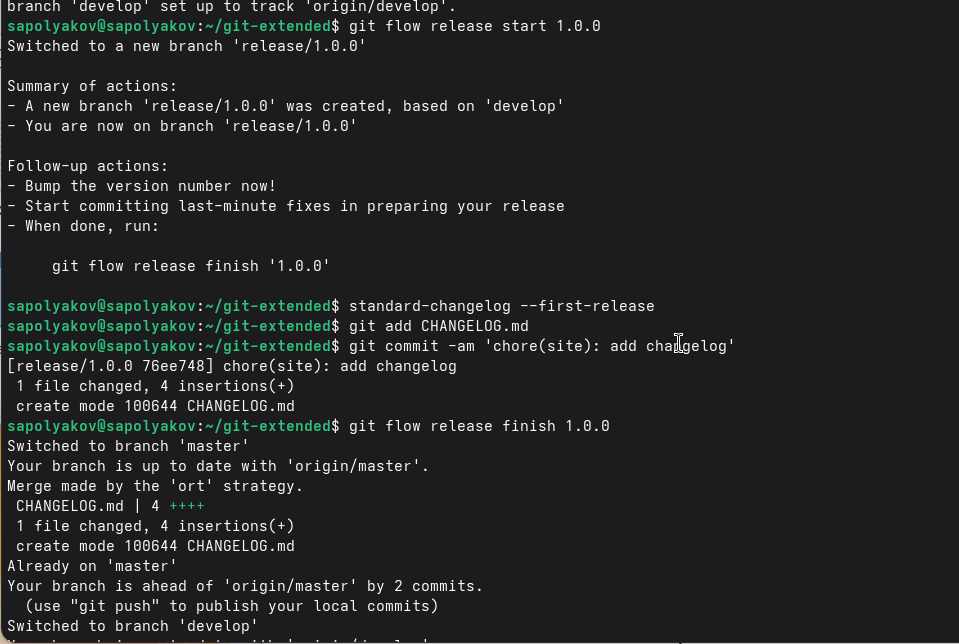 branch 'develop' set up to track 'origin/develop'.
sapolyakov@sapolyakov:~/git-extended$ git flow release start 1.0.0
Switched to a new branch 'release/1.0.0'

Summary of actions:
- A new branch 'release/1.0.0' was created, based on 'develop'
- You are now on branch 'release/1.0.0'

Follow-up actions:
- Bump the version number now!
- Start committing last-minute fixes in preparing your release
- When done, run:

     git flow release finish '1.0.0'

sapolyakov@sapolyakov:~/git-extended$ standard-changelog --first-release
sapolyakov@sapolyakov:~/git-extended$ git add CHANGELOG.md
sapolyakov@sapolyakov:~/git-extended$ git commit -am 'chore(site): add changelog'
[release/1.0.0 76ee748] chore(site): add changelog
 1 file changed, 4 insertions(+)
 create mode 100644 CHANGELOG.md
sapolyakov@sapolyakov:~/git-extended$ git flow release finish 1.0.0
Switched to branch 'master'
Your branch is up to date with 'origin/master'.
Merge made by the 'ort' strategy.
 CHANGELOG.md | 4 ++++
 1 file changed, 4 insertions(+)
 create mode 100644 CHANGELOG.md
Already on 'master'
Your branch is ahead of 'origin/master' by 2 commits.
  (use "git push" to publish your local commits)
Switched to branch 'develop'